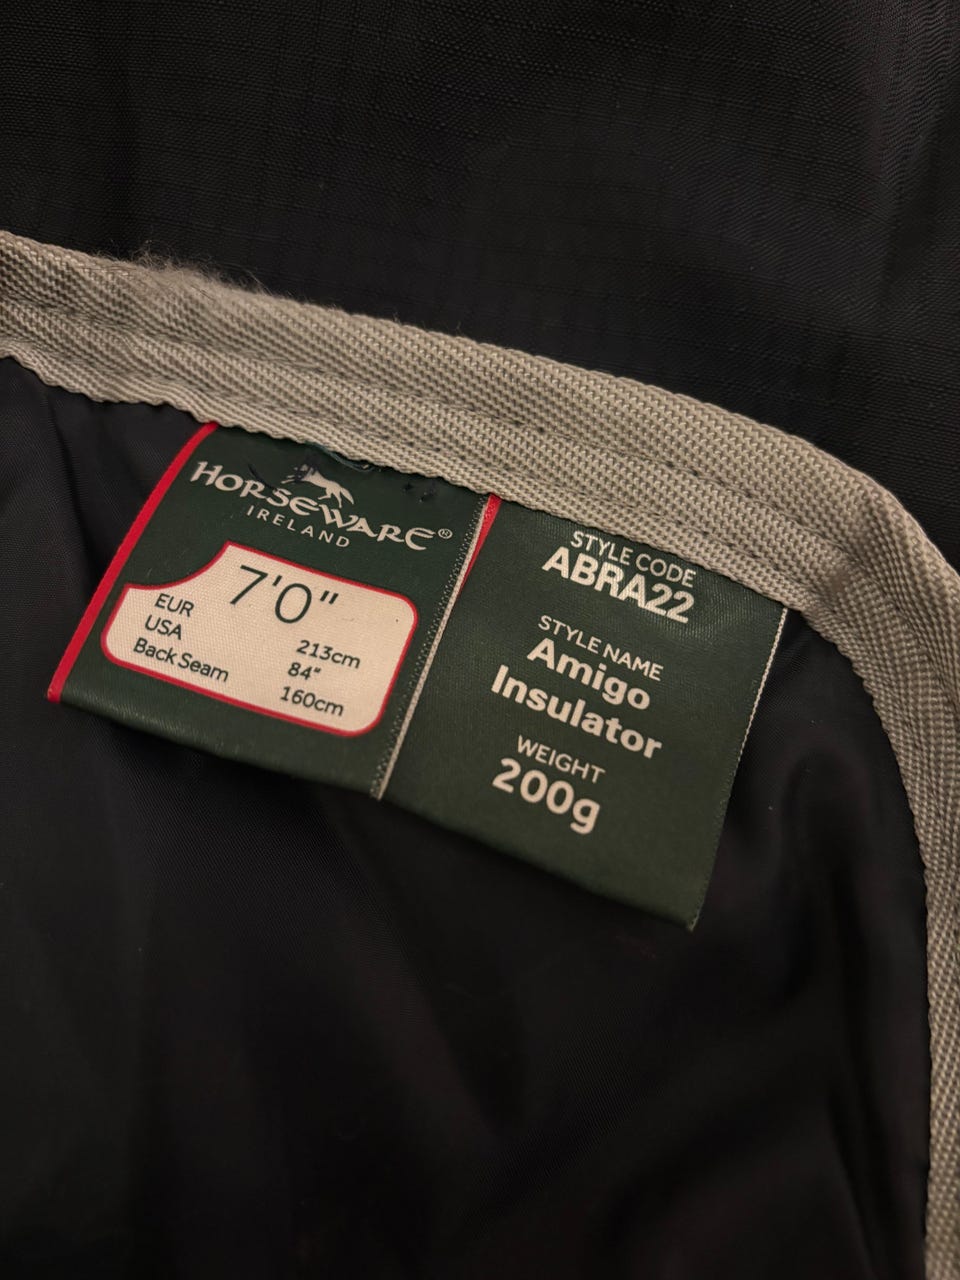 HORSEWARE®
IRELAND
7'0"
EUR 213cm
USA 84"
Back Seam 160cm
STYLE CODE
ABRA22
STYLE NAME
Amigo
Insulator
WEIGHT
200g